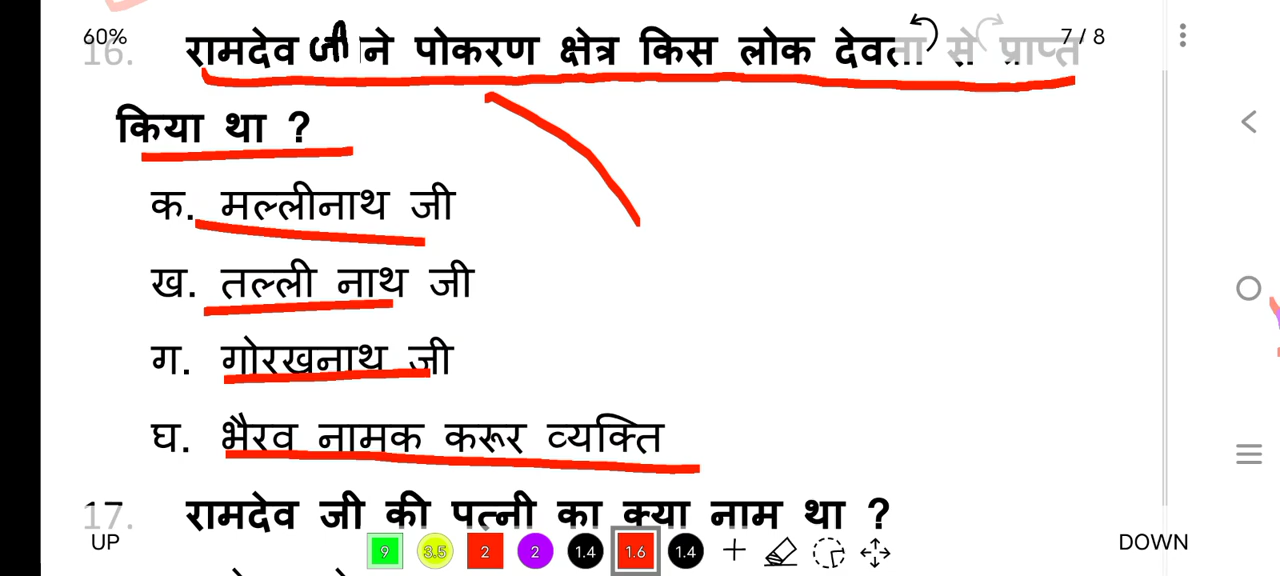 60%
7 / 8
16. रामदेव जी ने पोकरण क्षेत्र किस लोक देवता से प्राप्त
किया था ?
क. मल्लीनाथ जी
ख. तल्ली नाथ जी
ग. गोरखनाथ जी
घ. भैरव नामक करूर व्यक्ति
17. रामदेव जी की पत्नी का क्या नाम था ?
UP
9 3.5 2 2 1.4 1.6 1.4
DOWN